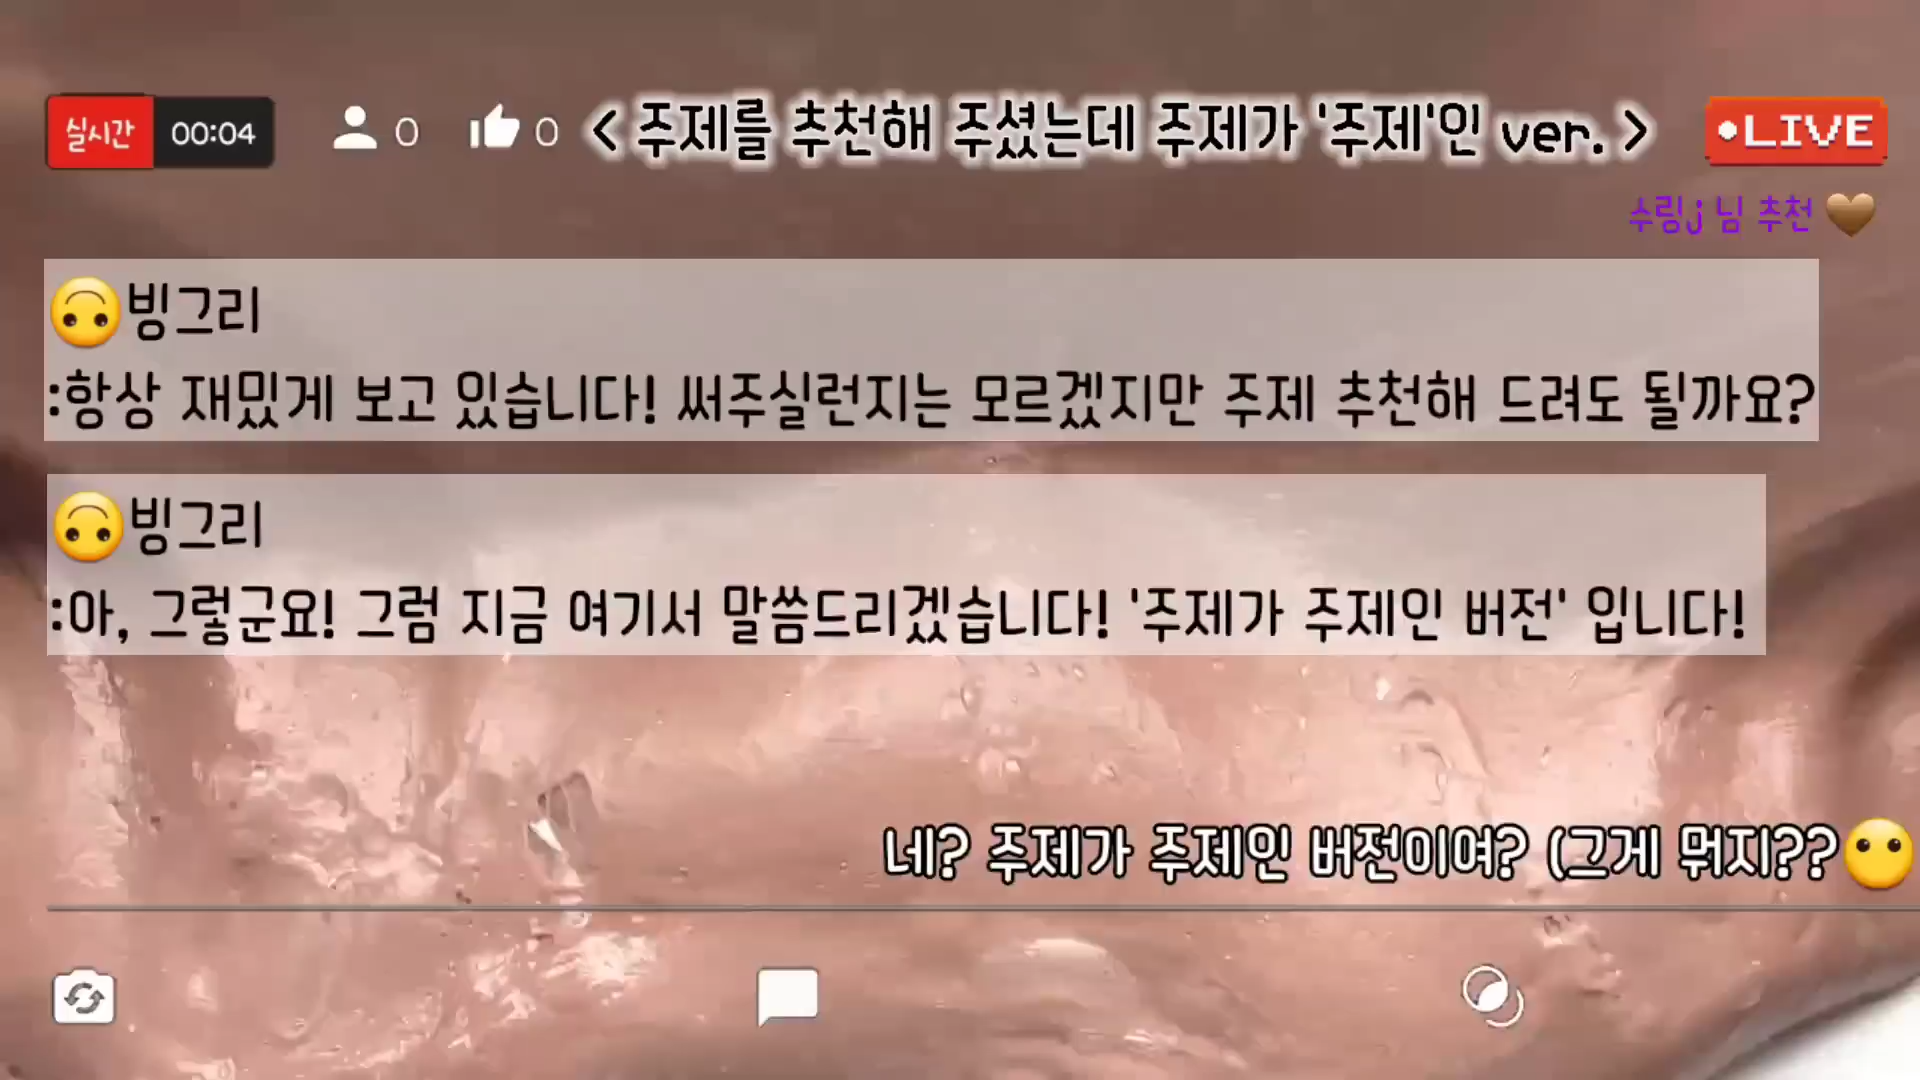 실시간 00:04 0 0 < 주제를 추천해 주셨는데 주제가 '주제'인 ver. > LIVE
수링j 님 추천
빙그리
:항상 재밌게 보고 있습니다! 써주실런지는 모르겠지만 주제 추천해 드려도 될까요?
빙그리
:아, 그렇군요! 그럼 지금 여기서 말씀드리겠습니다! '주제가 주제인 버전' 입니다!
네? 주제가 주제인 버전이여? (그게 뭐지??